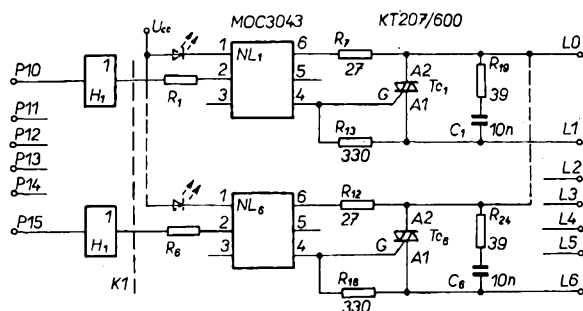 Ucc MOC3043 KT207/600
P10 1 H1 R1 1 2 3 NL1 6 5 4 R7 27 A2 Tc1 G A1 R19 39 L0
P11 R13 330 C1 10n L1
P12 L2
P13 L3
P14 L4
P15 1 H1 R6 1 2 3 NL6 6 5 4 R12 27 A2 Tc6 G A1 R24 39 L5
K1 R18 330 C6 10n L6